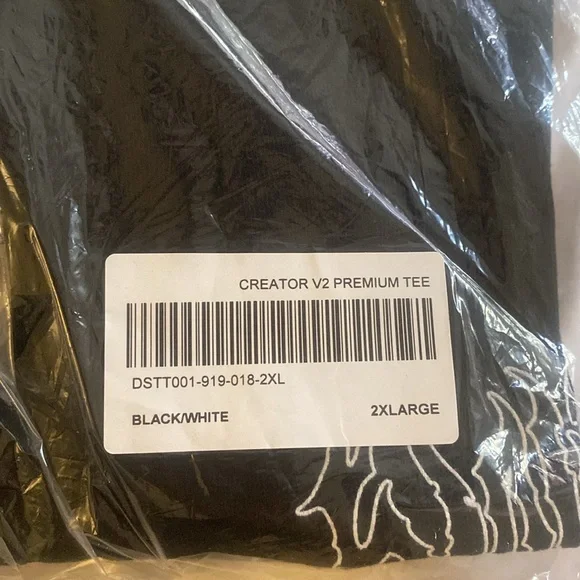 CREATOR V2 PREMIUM TEE
DSTT001-919-018-2XL
BLACK/WHITE 2XLARGE